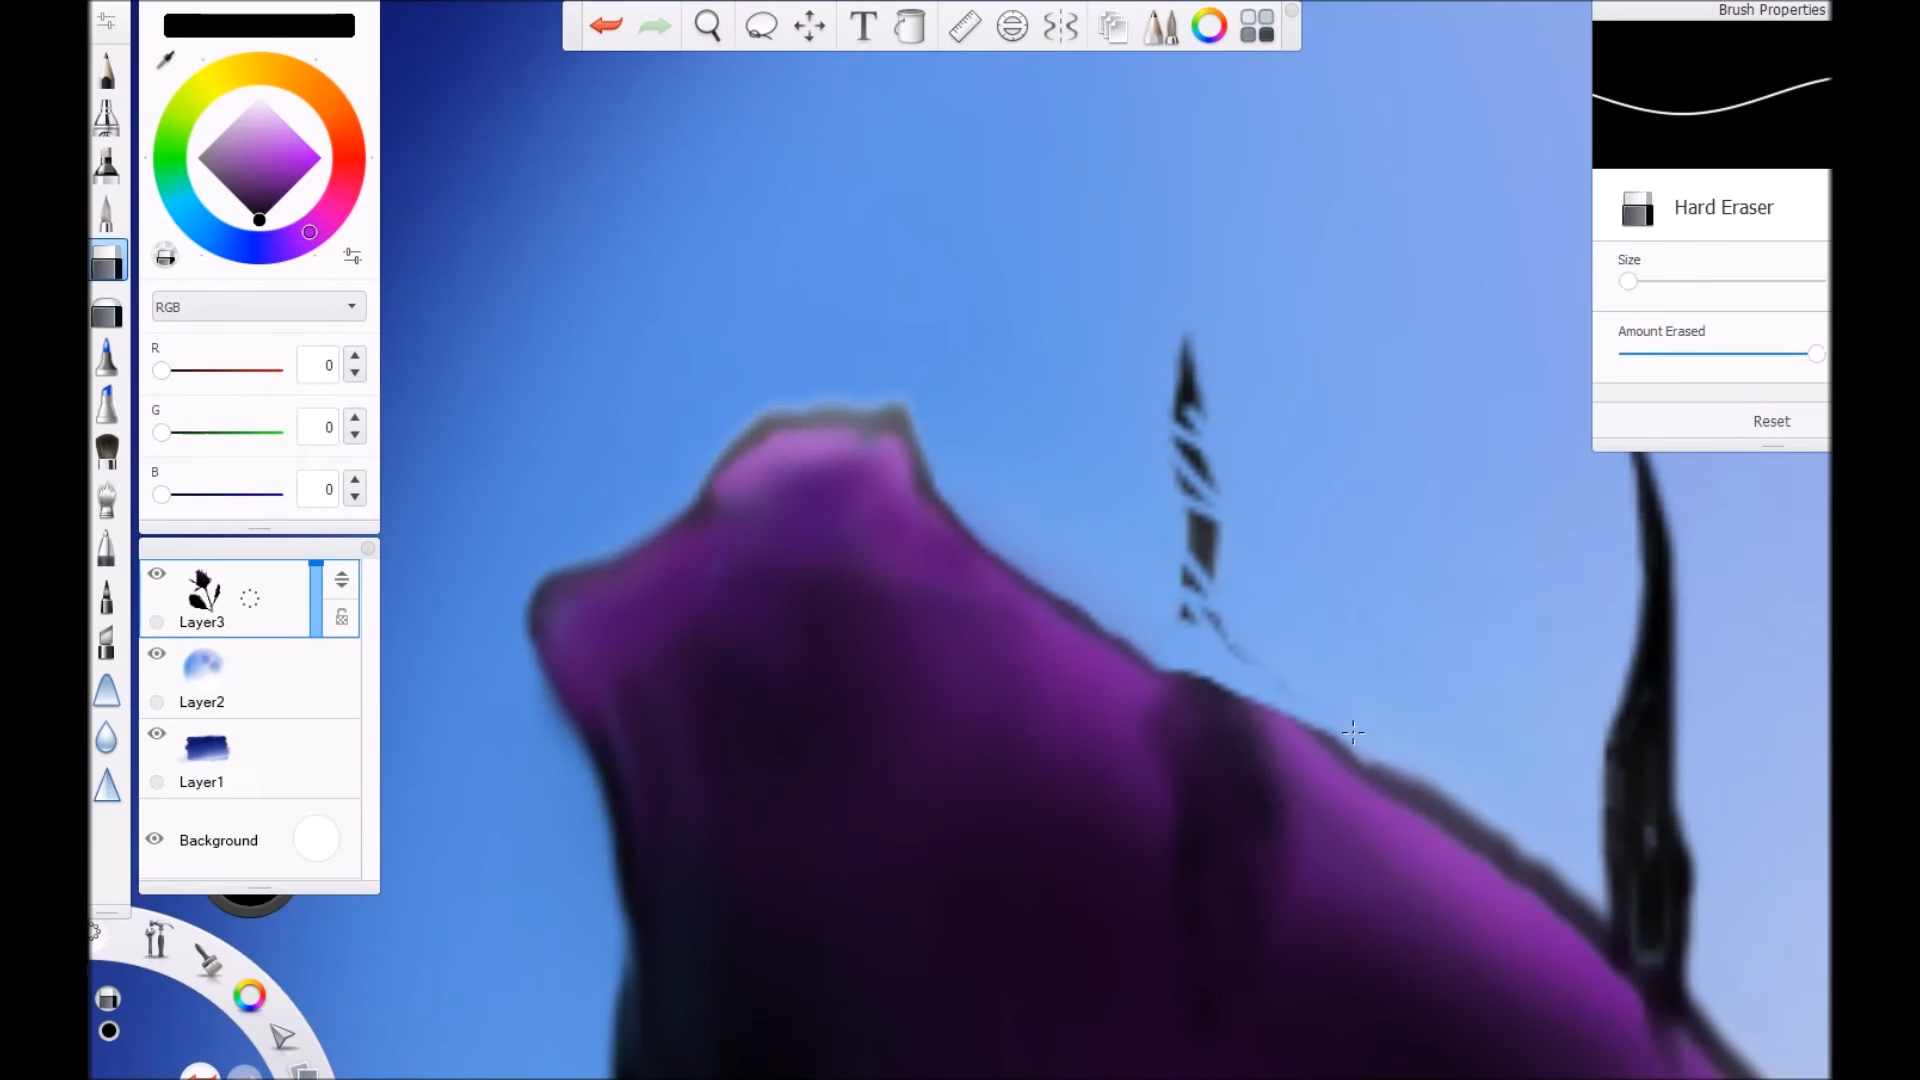 Brush Properties
Hard Eraser
Size
Amount Erased
Reset
RGB
R
0
G
0
B
0
Layer3
Layer2
Layer1
Background
T